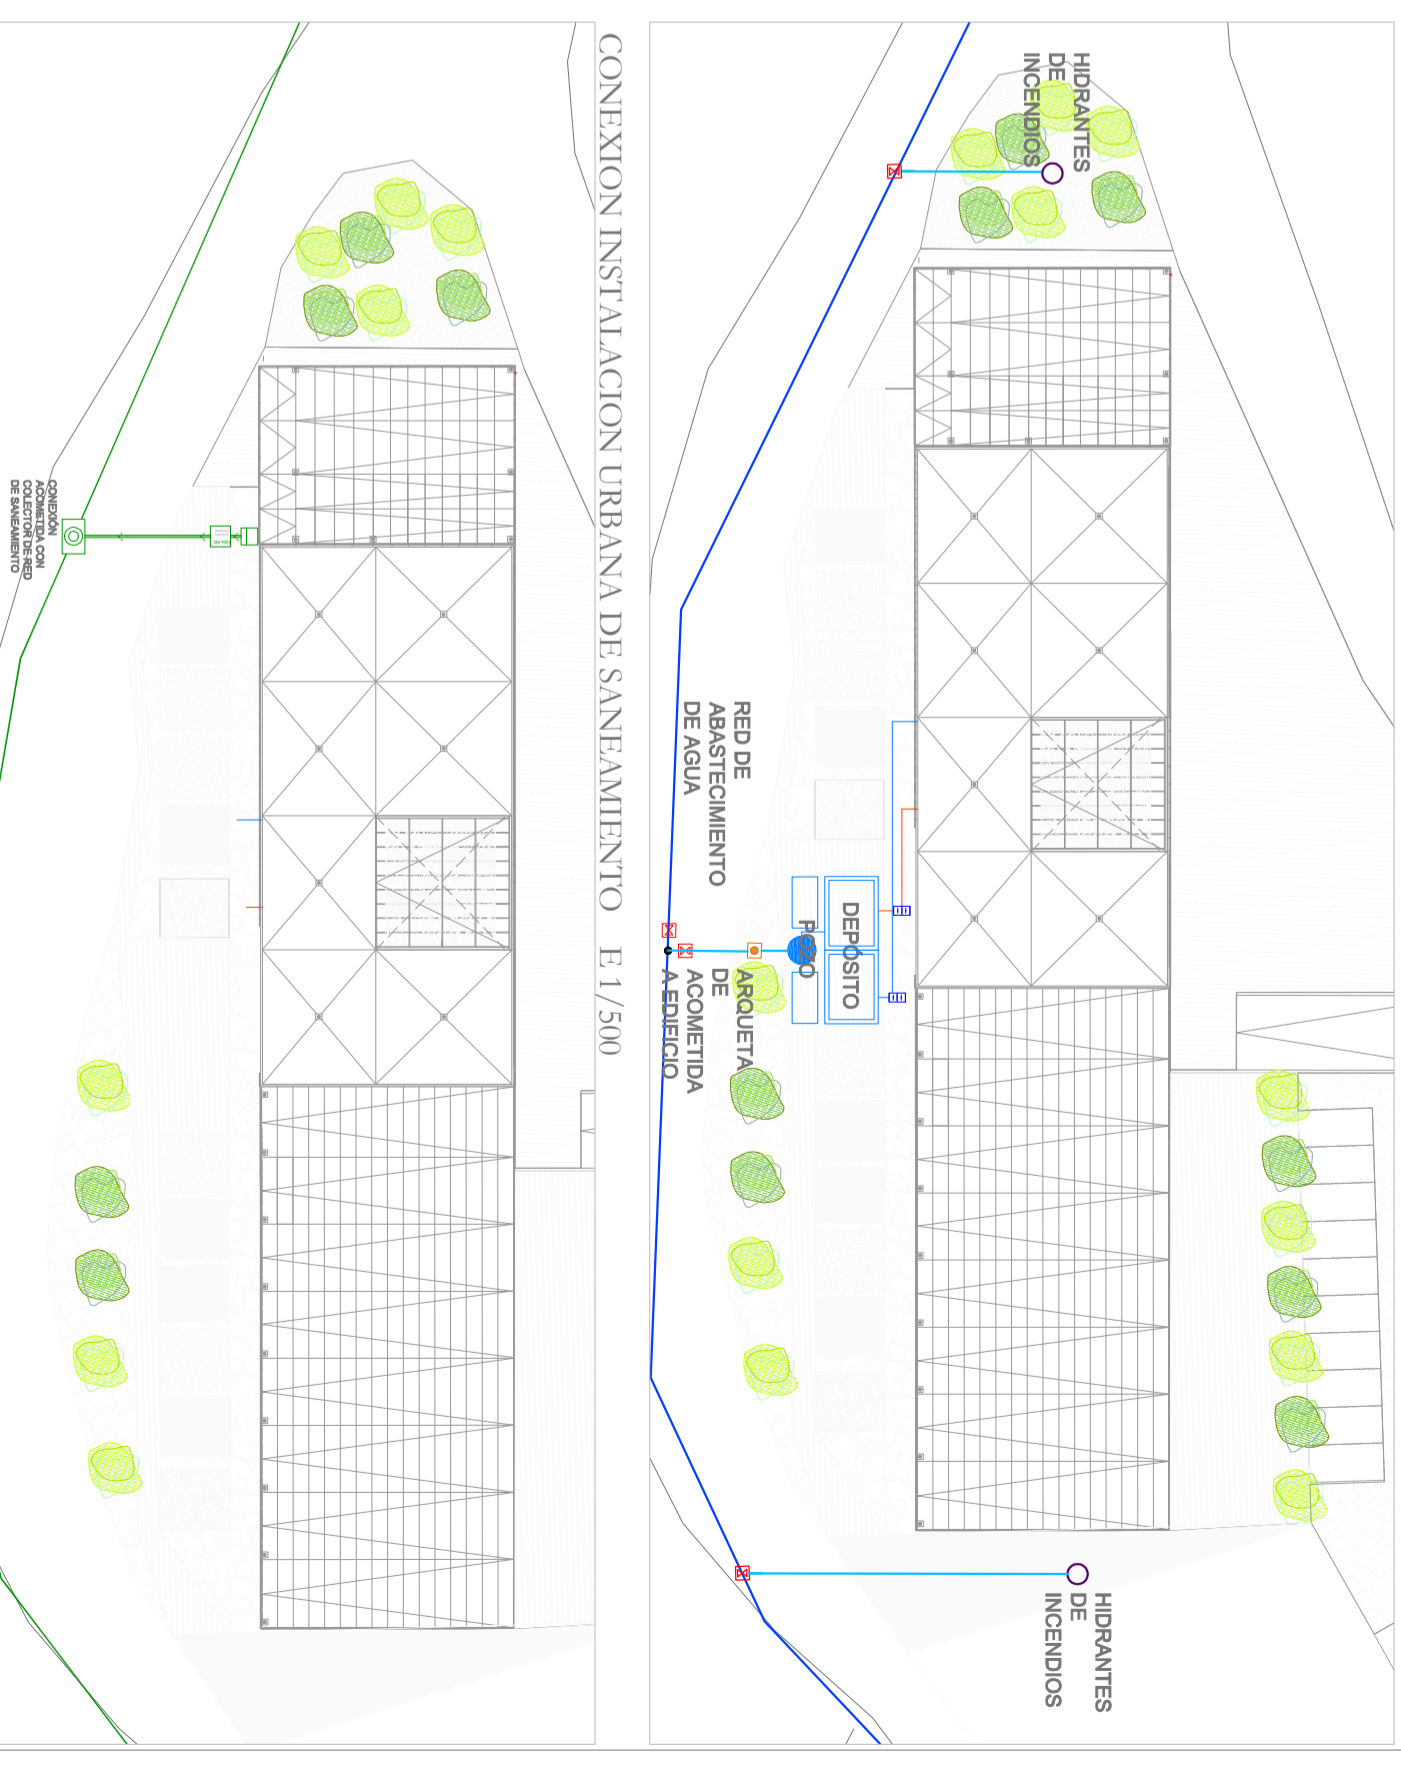 HIDRANTES
DE
INCENDIOS
RED DE
ABASTECIMIENTO
DE AGUA
DEPÓSITO
POZO
ARQUETA
DE
ACOMETIDA
A EDIFICIO
HIDRANTES
DE
INCENDIOS
CONEXION INSTALACION URBANA DE SANEAMIENTO E 1/500
CONEXIÓN
ACOMETIDA CON
COLECTOR DE RED
DE SANEAMIENTO